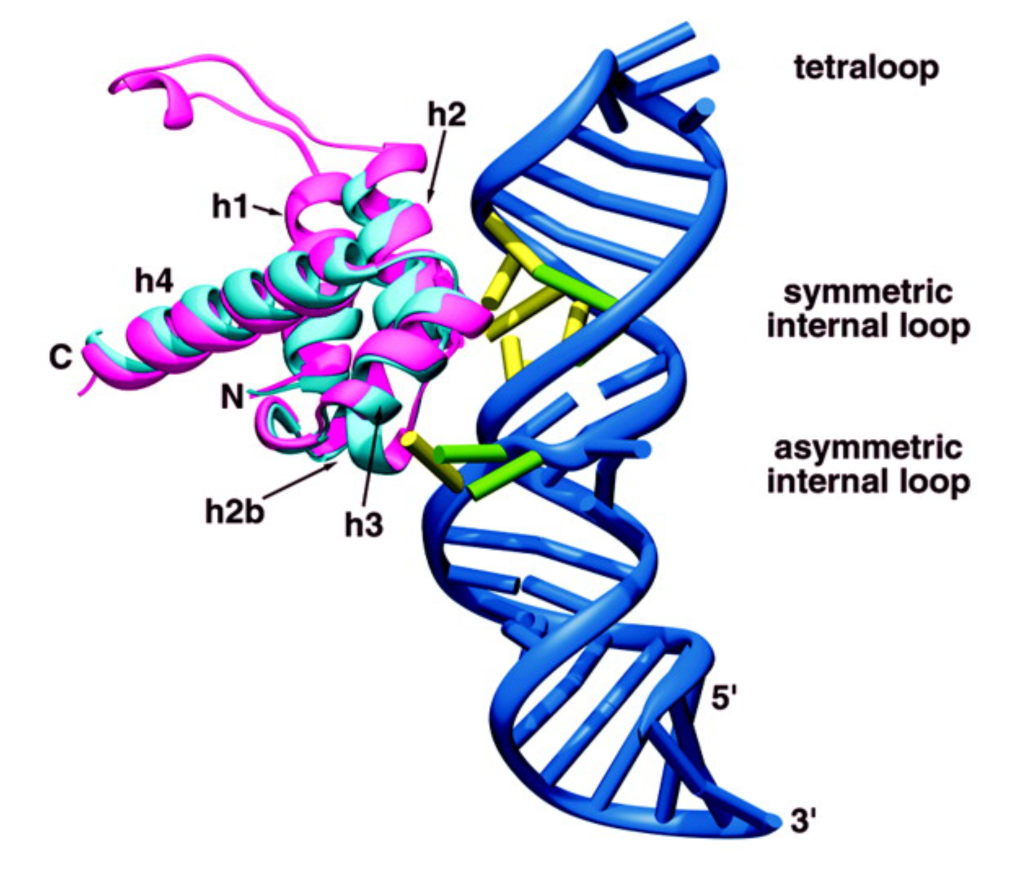 tetraloop
h2
h1
h4
symmetric
internal loop
C
N
asymmetric
internal loop
h2b
h3
5'
3'